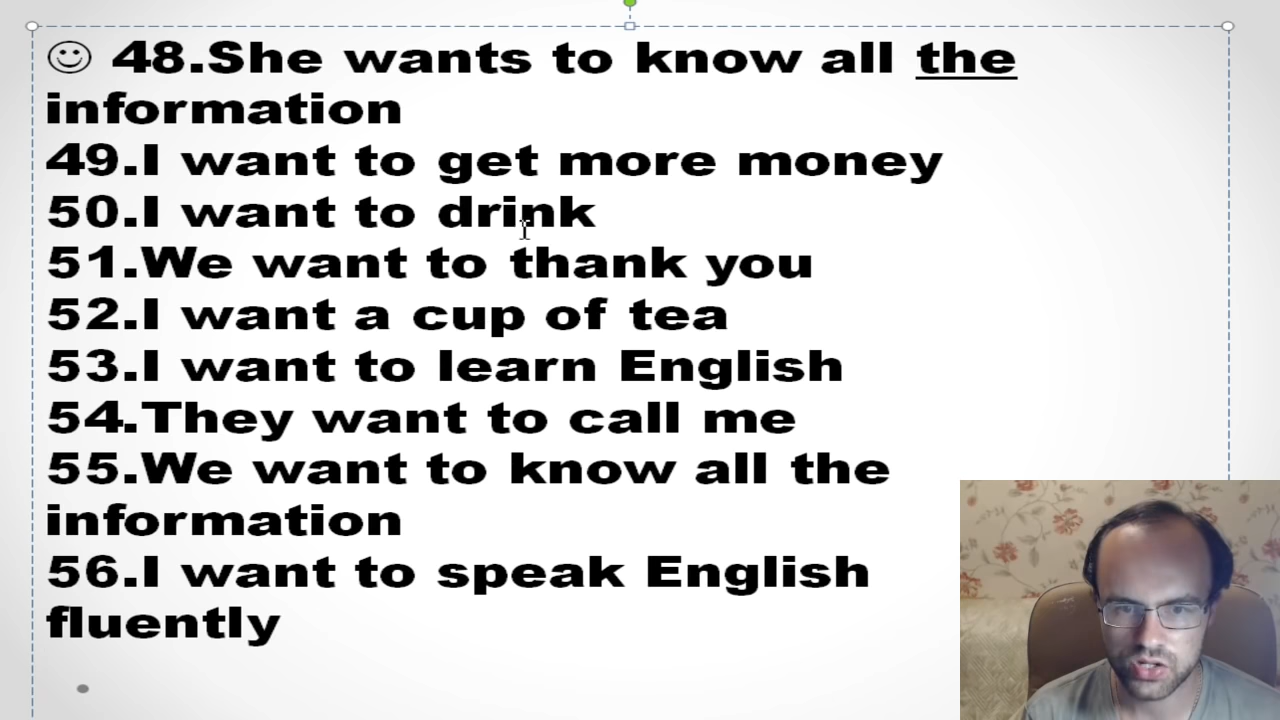 ☺ 48.She wants to know all the
information
49.I want to get more money
50.I want to drink
51.We want to thank you
52.I want a cup of tea
53.I want to learn English
54.They want to call me
55.We want to know all the
information
56.I want to speak English
fluently